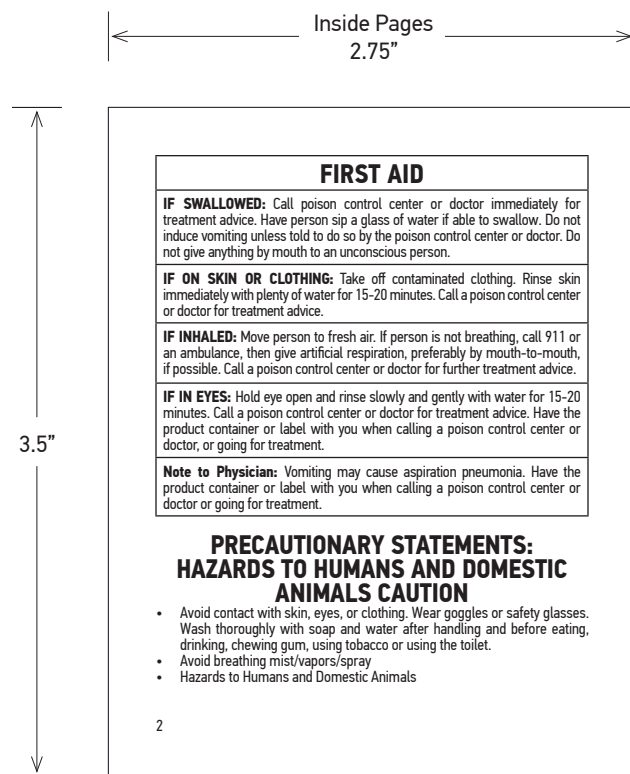 Inside Pages
2.75”
3.5”
FIRST AID
IF SWALLOWED: Call poison control center or doctor immediately for
treatment advice. Have person sip a glass of water if able to swallow. Do not
induce vomiting unless told to do so by the poison control center or doctor. Do
not give anything by mouth to an unconscious person.
IF ON SKIN OR CLOTHING: Take off contaminated clothing. Rinse skin
immediately with plenty of water for 15-20 minutes. Call a poison control center
or doctor for treatment advice.
IF INHALED: Move person to fresh air. If person is not breathing, call 911 or
an ambulance, then give artificial respiration, preferably by mouth-to-mouth,
if possible. Call a poison control center or doctor for further treatment advice.
IF IN EYES: Hold eye open and rinse slowly and gently with water for 15-20
minutes. Call a poison control center or doctor for treatment advice. Have the
product container or label with you when calling a poison control center or
doctor, or going for treatment.
Note to Physician: Vomiting may cause aspiration pneumonia. Have the
product container or label with you when calling a poison control center or
doctor or going for treatment.
PRECAUTIONARY STATEMENTS:
HAZARDS TO HUMANS AND DOMESTIC
ANIMALS CAUTION
• Avoid contact with skin, eyes, or clothing. Wear goggles or safety glasses.
Wash thoroughly with soap and water after handling and before eating,
drinking, chewing gum, using tobacco or using the toilet.
• Avoid breathing mist/vapors/spray
• Hazards to Humans and Domestic Animals
2